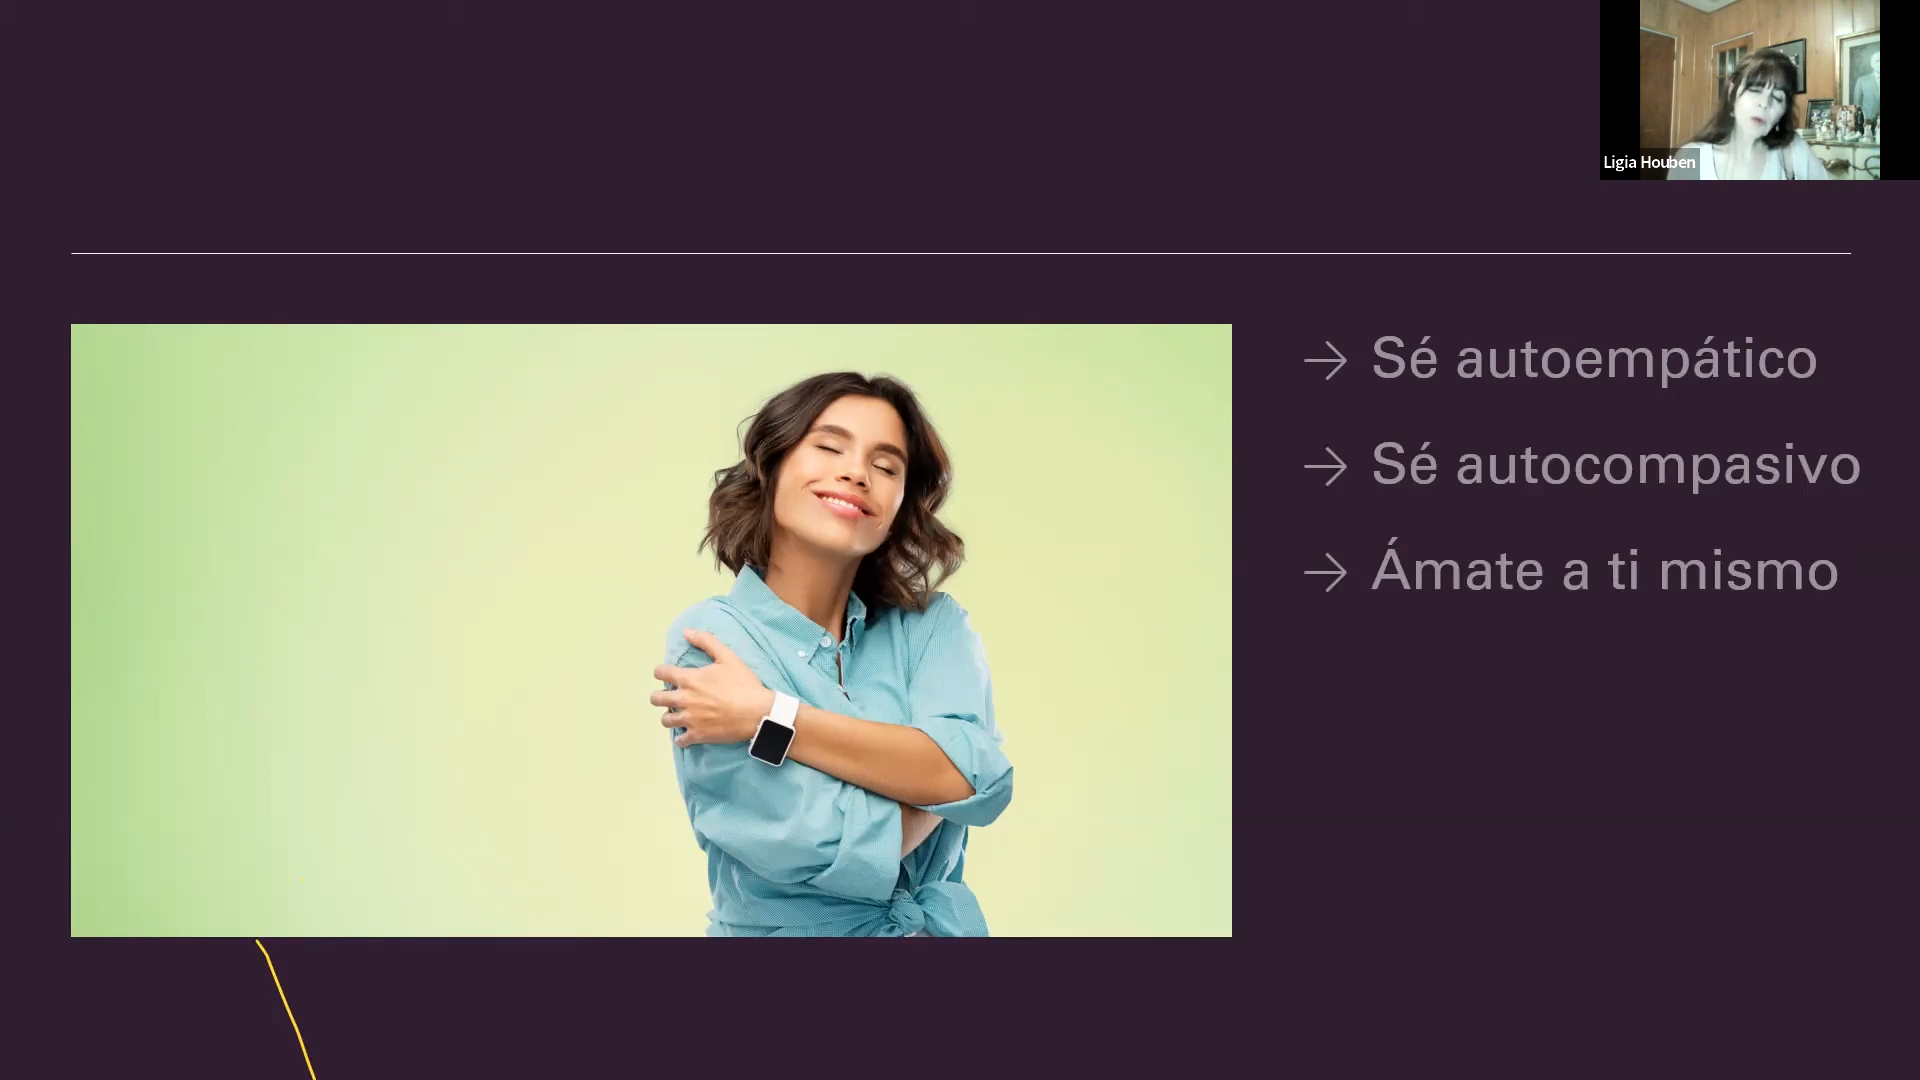 Ligia Houben
→ Sé autoempático
→ Sé autocompasivo
→ Ámate a ti mismo